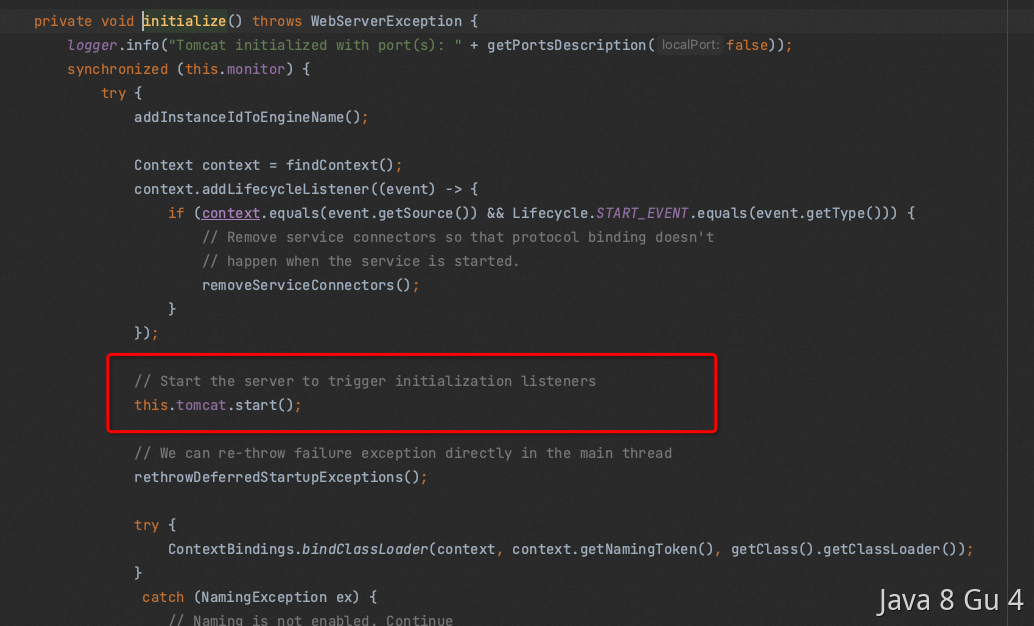 private void initialize() throws WebServerException {
logger.info("Tomcat initialized with port(s): " + getPortsDescription( localPort: false));
synchronized (this.monitor) {
try {
addInstanceIdToEngineName();
Context context = findContext();
context.addLifecycleListener((event) -> {
if (context.equals(event.getSource()) && Lifecycle.START_EVENT.equals(event.getType())) {
// Remove service connectors so that protocol binding doesn't
// happen when the service is started.
removeServiceConnectors();
}
});
// Start the server to trigger initialization listeners
this.tomcat.start();
// We can re-throw failure exception directly in the main thread
rethrowDeferredStartupExceptions();
try {
ContextBindings.bindClassLoader(context, context.getNamingToken(), getClass().getClassLoader());
}
catch (NamingException ex) {
// Naming is not enabled. Continue
Java 8 Gu 4